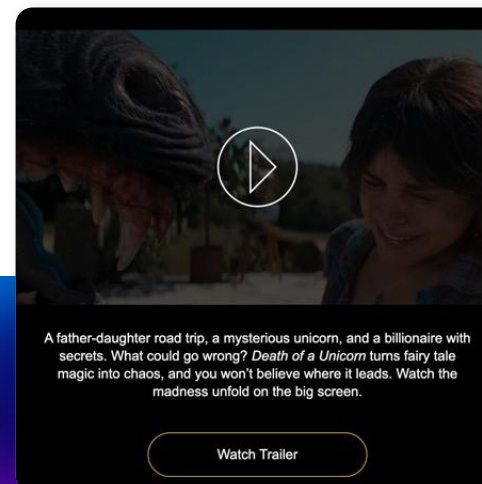 A father-daughter road trip, a mysterious unicorn, and a billionaire with
secrets. What could go wrong? Death of a Unicorn turns fairy tale
magic into chaos, and you won't believe where it leads. Watch the
madness unfold on the big screen.
Watch Trailer